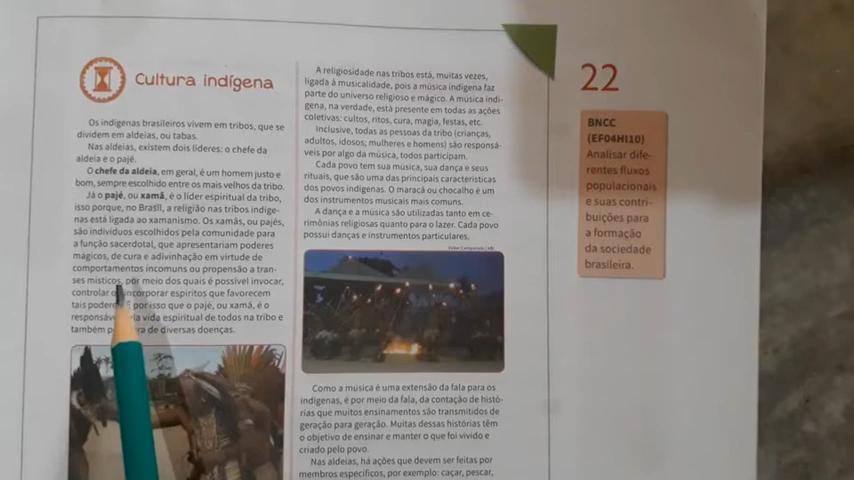 Cultura indígena
Os indígenas brasileiros vivem em tribos, que se
dividem em aldeias, ou tabas.
Nas aldeias, existem dois líderes: o chefe da
aldeia e o pajé.
O chefe da aldeia, em geral, é um homem justo e
bom, sempre escolhido entre os mais velhos da tribo.
Já o pajé, ou xamã, é o líder espiritual da tribo,
isso porque, no Brasil, a religião nas tribos indíge-
nas está ligada ao xamanismo. Os xamãs, ou pajés,
são indivíduos escolhidos pela comunidade para
a função sacerdotal, que apresentariam poderes
mágicos, de cura e adivinhação em virtude de
comportamentos incomuns ou propensão a tran-
ses místicos, por meio dos quais é possível invocar,
controlar incorporar espíritos que favorecem
tais por isso que o pajé, ou xamã, é o
vida espiritual de todos na tribo e
também de diversas doenças.
A religiosidade nas tribos está, muitas vezes,
ligada à musicalidade, pois a música indígena faz
parte do universo religioso e mágico. A música indí-
gena, na verdade, está presente em todas as ações
coletivas: cultos, ritos, cura, magia, festas, etc.
Inclusive, todas as pessoas da tribo (crianças,
adultos, idosos, mulheres e homens) são responsá-
veis por algo da música, todos participam.
Cada povo tem sua música, sua dança e seus
rituais, que são uma das principais características
dos povos indígenas. O maracá ou chocalho é um
dos instrumentos musicais mais comuns.
A dança e a música são utilizadas tanto em ce-
rimônias religiosas quanto para o lazer. Cada povo
possui danças e instrumentos particulares.
Como a música é uma extensão da fala para os
indígenas, é por meio da fala, da contação de histó-
rias que muitos ensinamentos são transmitidos de
geração para geração. Muitas dessas histórias têm
o objetivo de ensinar e manter o que foi vivido e
criado pelo povo.
Nas aldeias, há ações que devem ser feitas por
membros específicos, por exemplo: caçar, pescar,
22
BNCC
(EF04HI10)
Analisar dife-
rentes fluxos
populacionais
e suas contri-
buições para
a formação
da sociedade
brasileira.